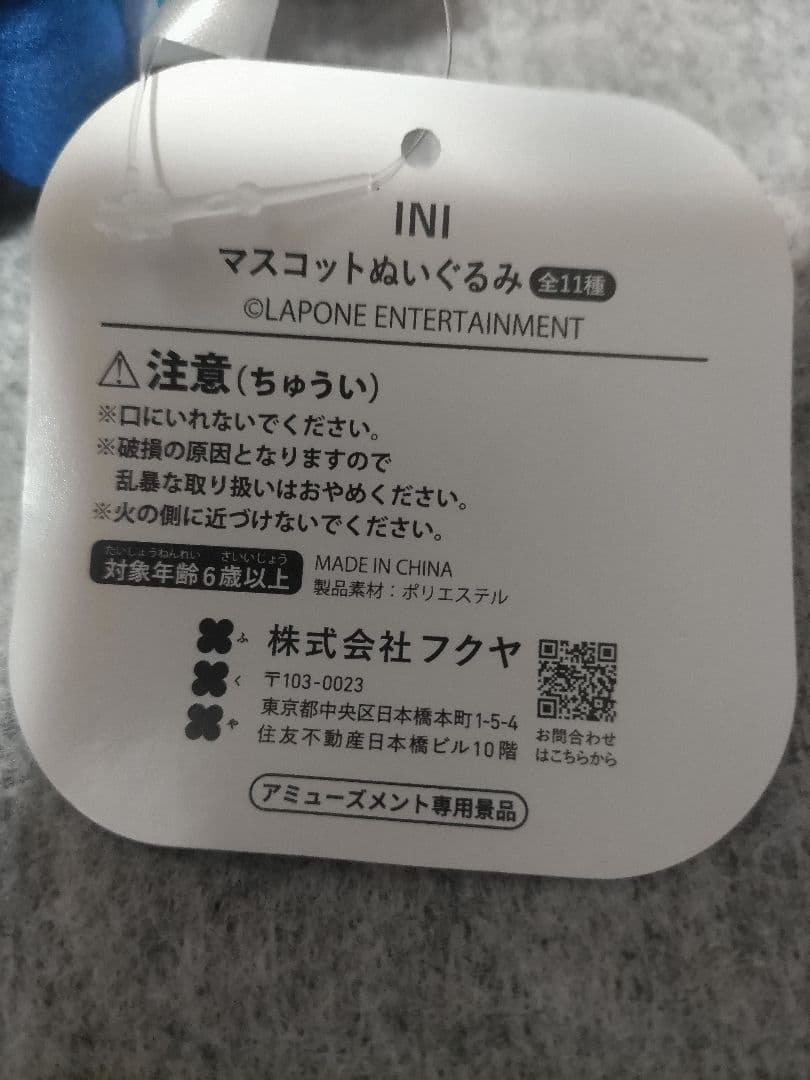 INI
マスコットぬいぐるみ 全11種
©LAPONE ENTERTAINMENT
⚠注意(ちゅうい)
※口にいれないでください。
※破損の原因となりますので
乱暴な取り扱いはおやめください。
※火の側に近づけないでください。
たいしょうねんれい さいいじょう
対象年齢6歳以上
MADE IN CHINA
製品素材：ポリエステル
ふくや
株式会社フクヤ
〒103-0023
東京都中央区日本橋本町1-5-4
住友不動産日本橋ビル10階
お問合わせ
はこちらから
アミューズメント専用景品